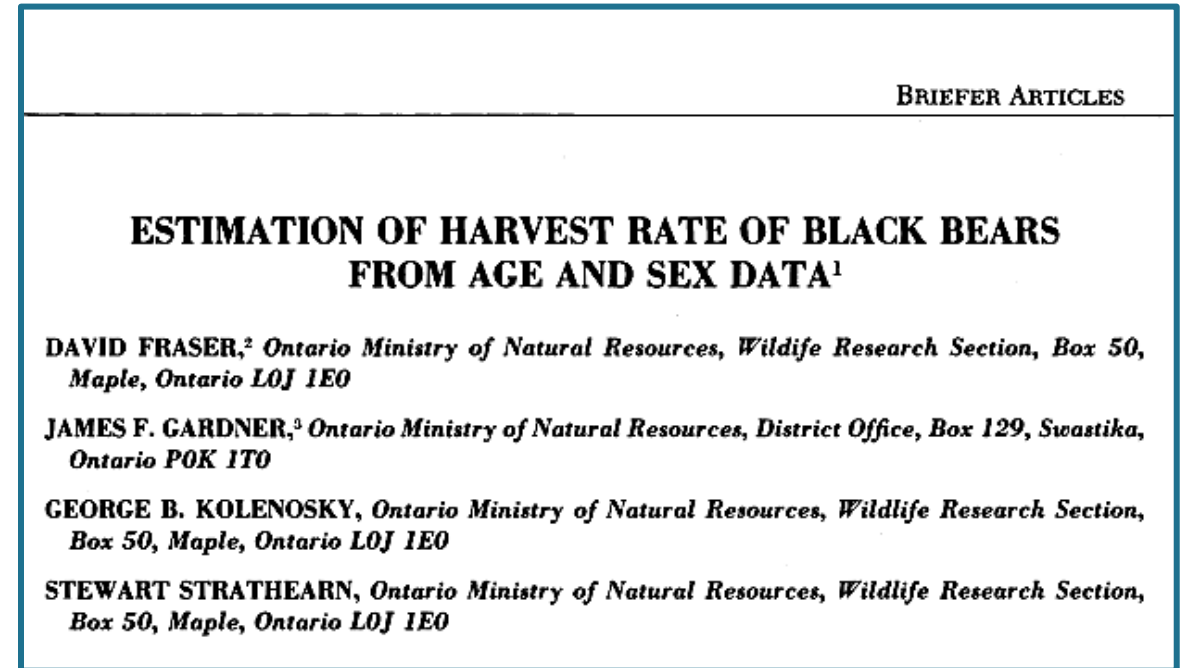 BRIEFER ARTICLES
ESTIMATION OF HARVEST RATE OF BLACK BEARS
FROM AGE AND SEX DATA¹
DAVID FRASER,² Ontario Ministry of Natural Resources, Wildife Research Section, Box 50,
Maple, Ontario L0J 1E0
JAMES F. GARDNER,³ Ontario Ministry of Natural Resources, District Office, Box 129, Swastika,
Ontario P0K 1T0
GEORGE B. KOLENOSKY, Ontario Ministry of Natural Resources, Wildlife Research Section,
Box 50, Maple, Ontario L0J 1E0
STEWART STRATHEARN, Ontario Ministry of Natural Resources, Wildlife Research Section,
Box 50, Maple, Ontario L0J 1E0